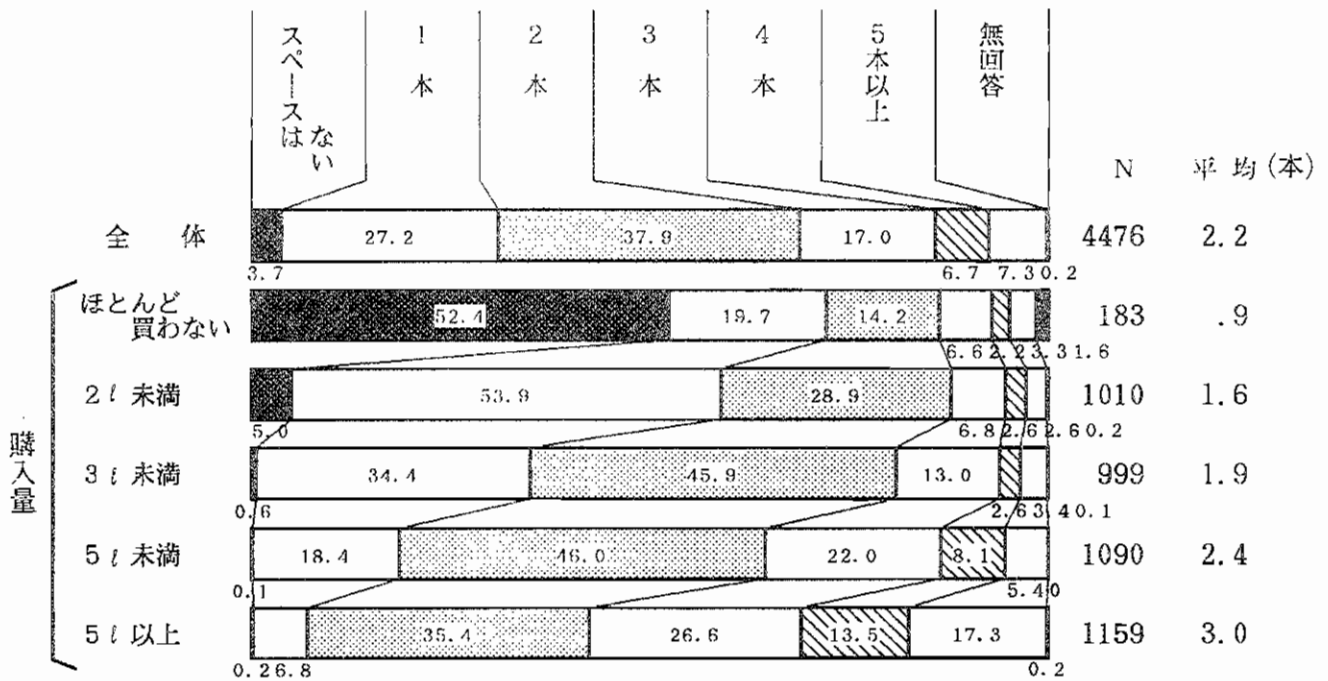 スペースはない
1本
2本
3本
4本
5本以上
無回答
N 平均(本)
全体 27.2 37.9 17.0 4476 2.2
3.7 6.7 7.3 0.2
購入量
ほとんど買わない 52.4 19.7 14.2 183 .9
6.6 2.2 3.3 1.6
2ℓ未満 53.9 28.9 1010 1.6
5.0 6.8 2.6 2.6 0.2
3ℓ未満 34.4 45.9 13.0 999 1.9
0.6 2.6 3.4 0.1
5ℓ未満 18.4 46.0 22.0 8.1 1090 2.4
0.1 5.4 0
5ℓ以上 35.4 26.6 13.5 17.3 1159 3.0
0.2 6.8 0.2